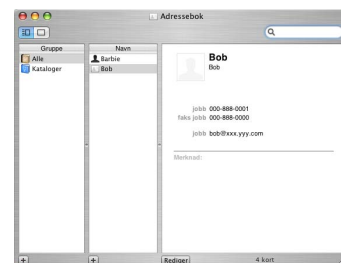 Adressebok
Gruppe
Navn
Alle
Kataloger
Barbie
Bob
Bob
Bob
jobb 000-888-0001
faks jobb 000-888-0000
jobb bob@xxx.yyy.com
Merknad:
Rediger
4 kort